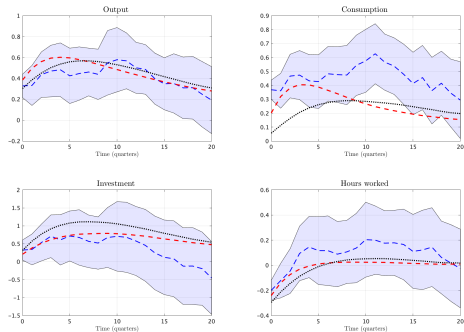 Output
1
0.8
0.6
0.4
0.2
0
-0.2
0 5 10 15 20
Time (quarters)
Consumption
0.9
0.8
0.7
0.6
0.5
0.4
0.3
0.2
0.1
0
0 5 10 15 20
Time (quarters)
Investment
2
1.5
1
0.5
0
-0.5
-1
-1.5
0 5 10 15 20
Time (quarters)
Hours worked
0.6
0.4
0.2
0
-0.2
-0.4
0 5 10 15 20
Time (quarters)